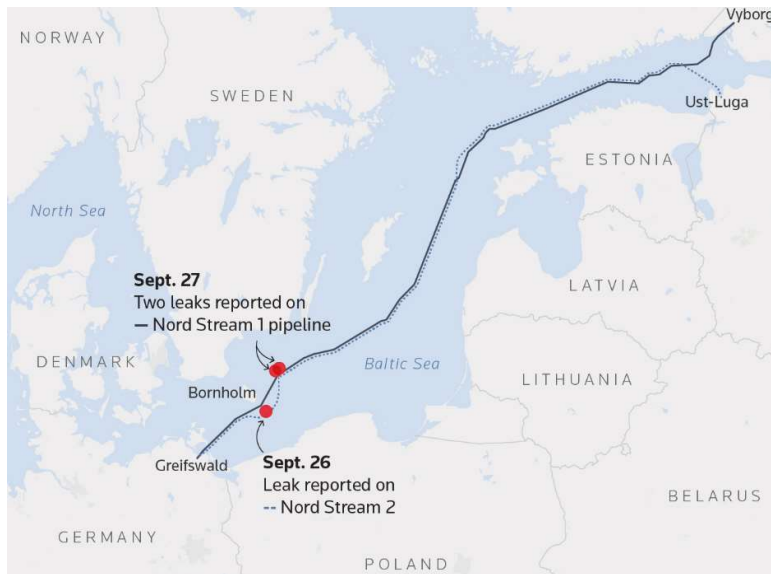 Vyborg
NORWAY
SWEDEN
Ust-Luga
ESTONIA
North Sea
Sept. 27
Two leaks reported on
Nord Stream 1 pipeline
LATVIA
DENMARK
Baltic Sea
LITHUANIA
Bornholm
Greifswald
Sept. 26
Leak reported on
Nord Stream 2
BELARUS
GERMANY
POLAND